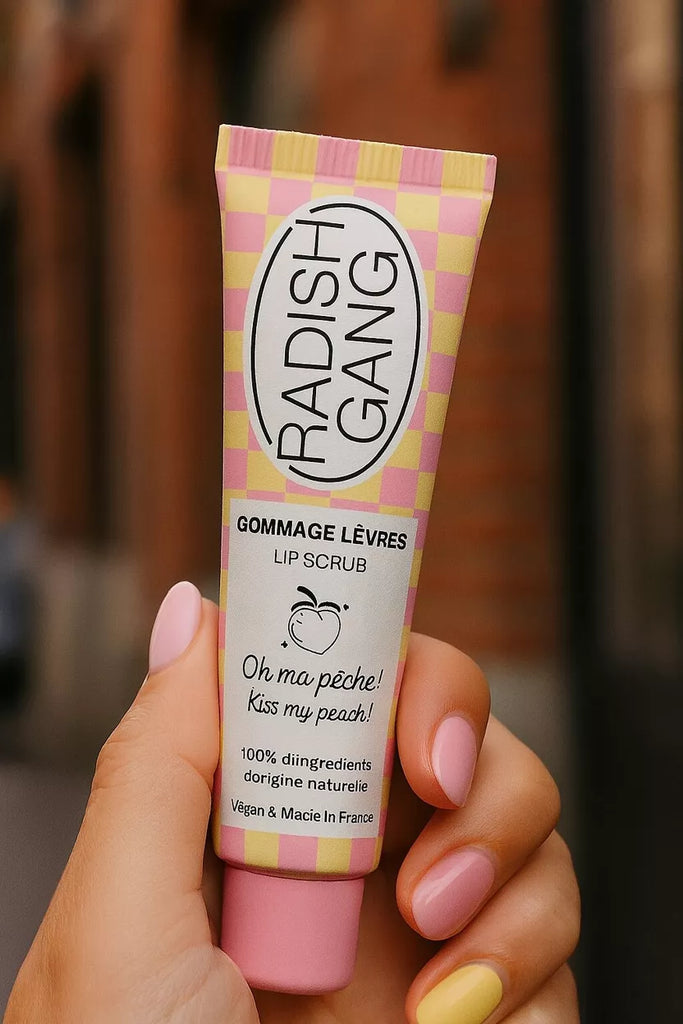 RADISH
GANG
GOMMAGE LÊVRES
LIP SCRUB
Oh ma pêche!
Kiss my peach!
100% diingredients
dorigine naturelie
Vêgan & Macie In France